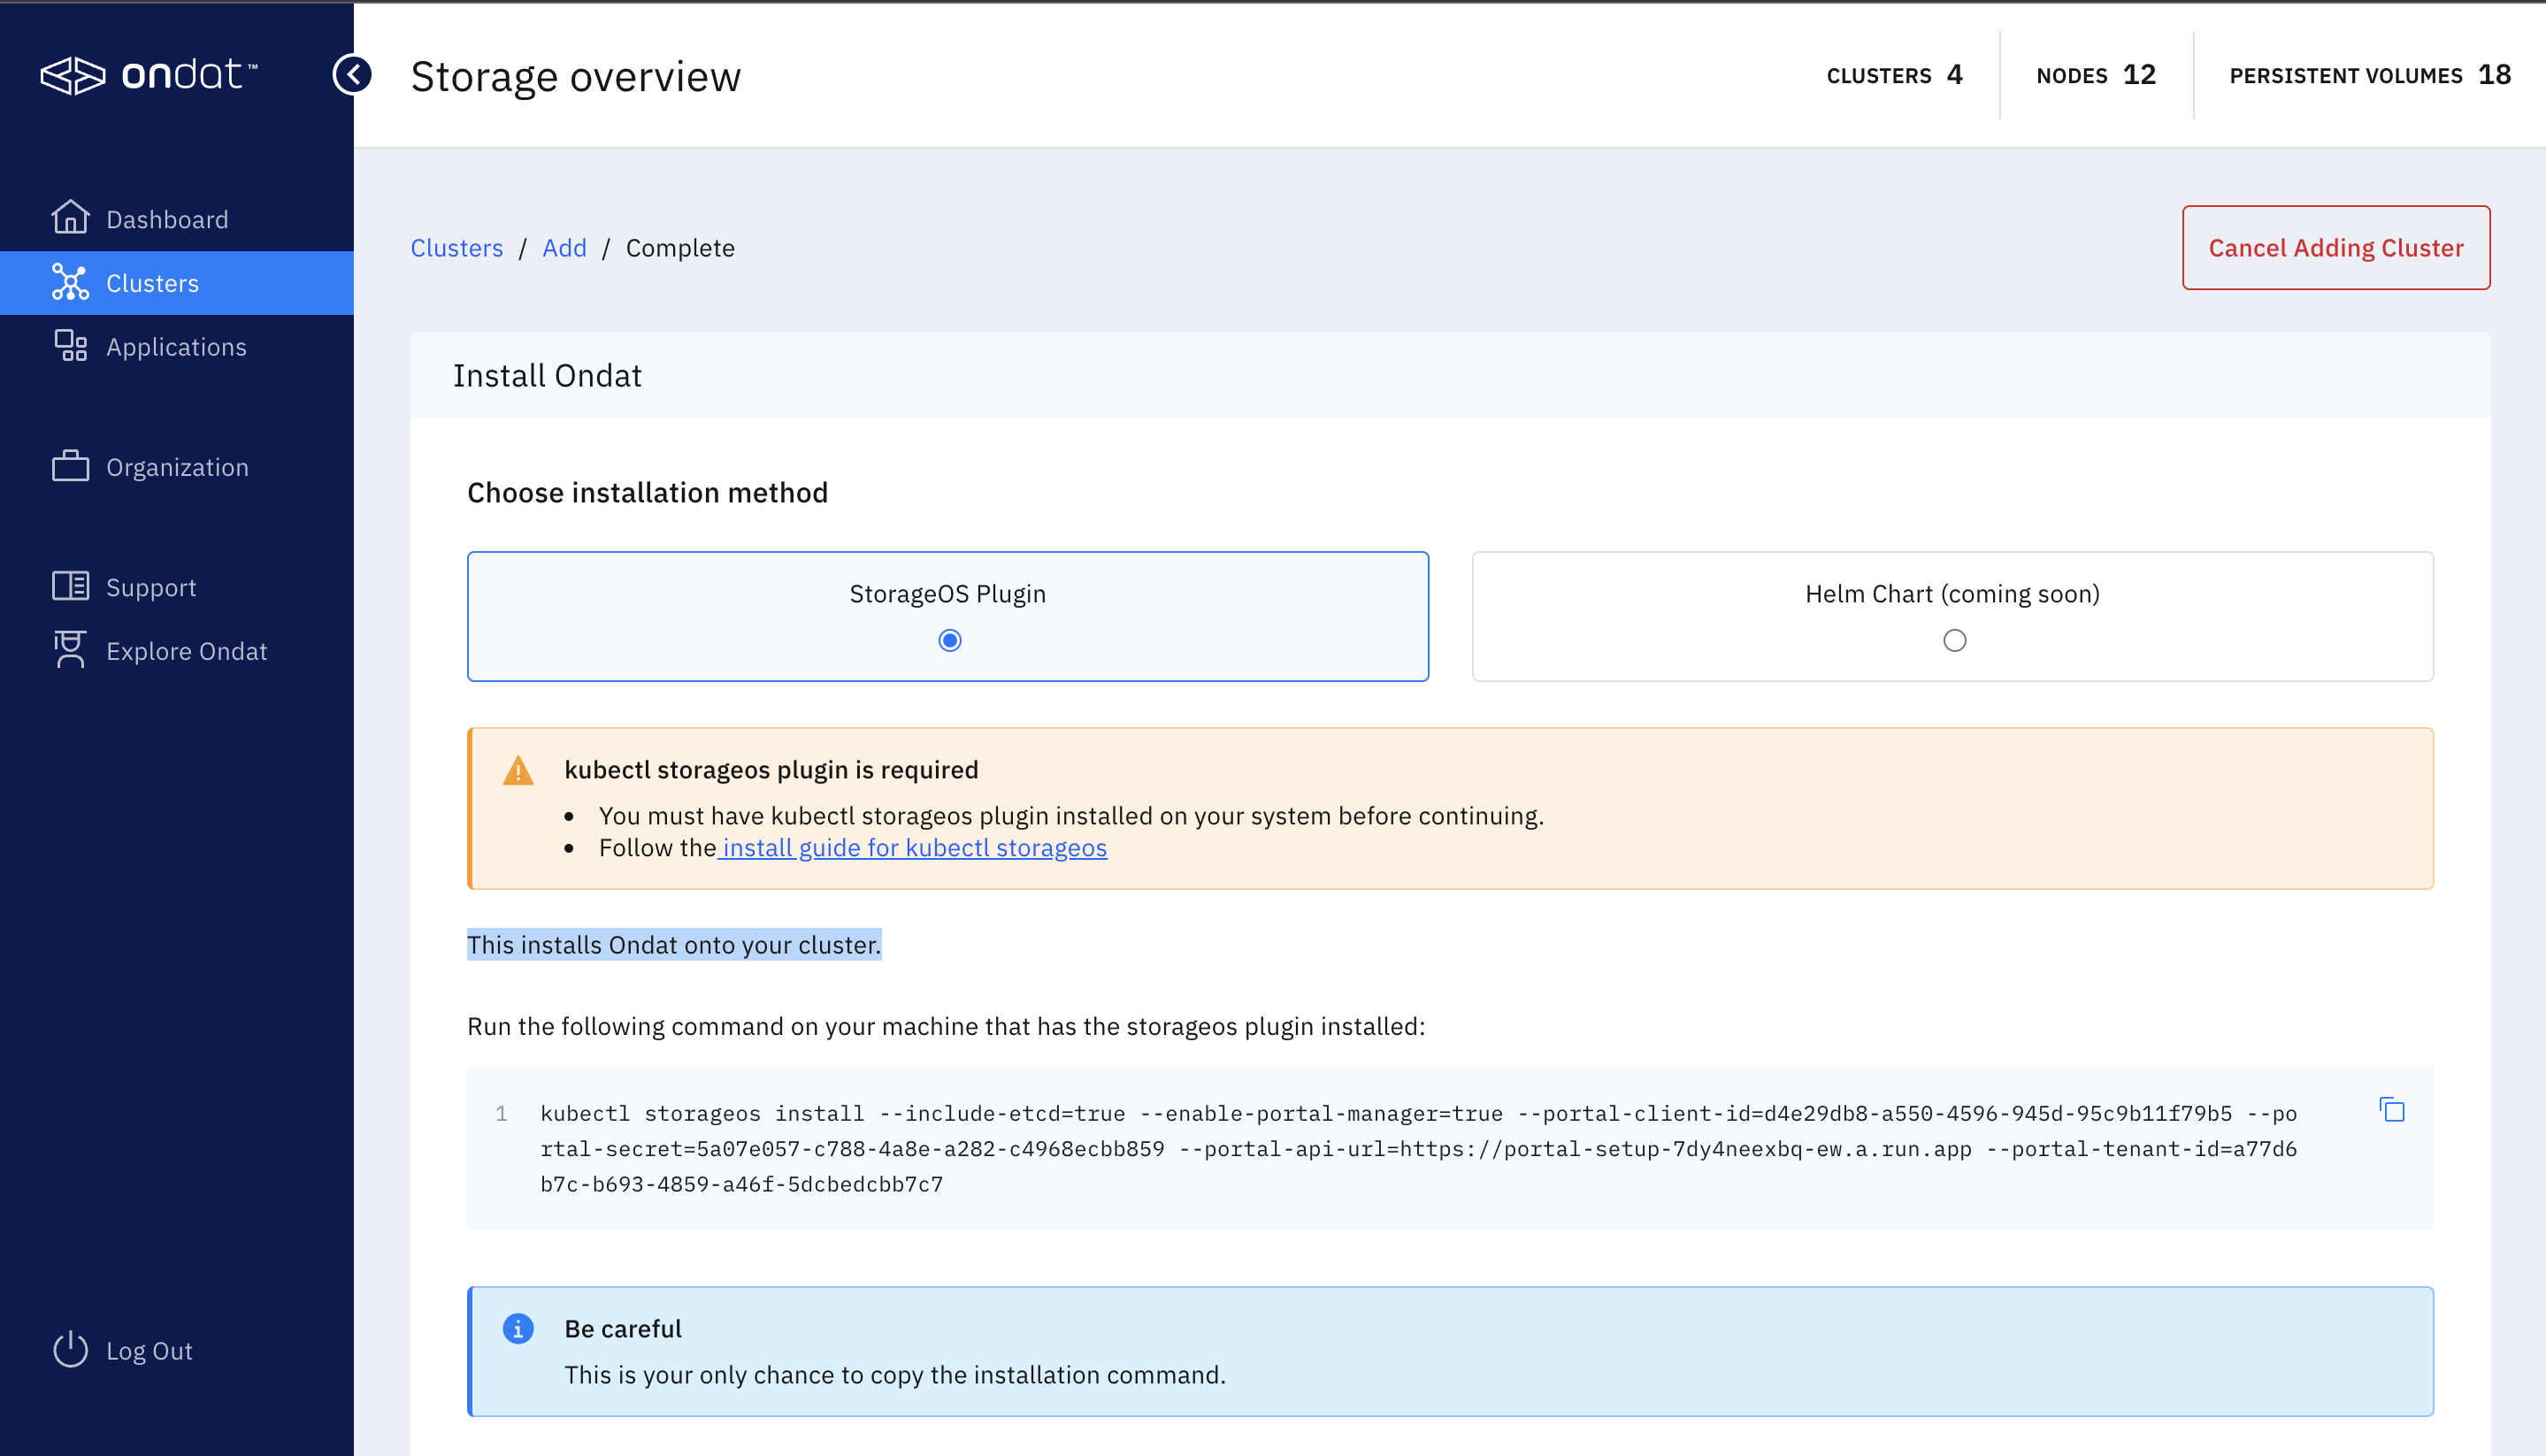 ondat™
Storage overview
CLUSTERS 4
NODES 12
PERSISTENT VOLUMES 18
Dashboard
Clusters
Applications
Organization
Support
Explore Ondat
Log Out
Clusters / Add / Complete
Cancel Adding Cluster
Install Ondat
Choose installation method
StorageOS Plugin
Helm Chart (coming soon)
kubectl storageos plugin is required
• You must have kubectl storageos plugin installed on your system before continuing.
• Follow the install guide for kubectl storageos
This installs Ondat onto your cluster.
Run the following command on your machine that has the storageos plugin installed:
1 kubectl storageos install --include-etcd=true --enable-portal-manager=true --portal-client-id=d4e29db8-a550-4596-945d-95c9b11f79b5 --po
rtal-secret=5a07e057-c788-4a8e-a282-c4968ecbb859 --portal-api-url=https://portal-setup-7dy4neexbq-ew.a.run.app --portal-tenant-id=a77d6
b7c-b693-4859-a46f-5dcbedcbb7c7
Be careful
This is your only chance to copy the installation command.